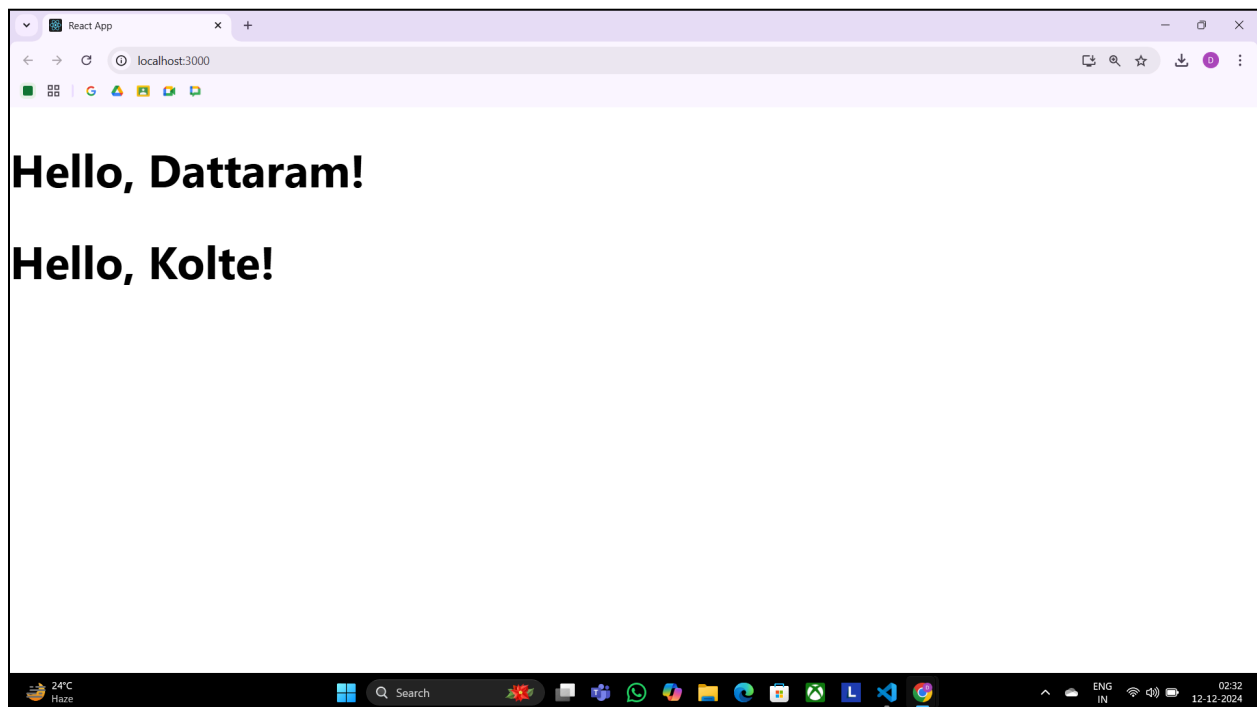 React App
localhost:3000
D
Hello, Dattaram!
Hello, Kolte!
24°C
Haze
Search
L
ENG
IN
02:32
12-12-2024